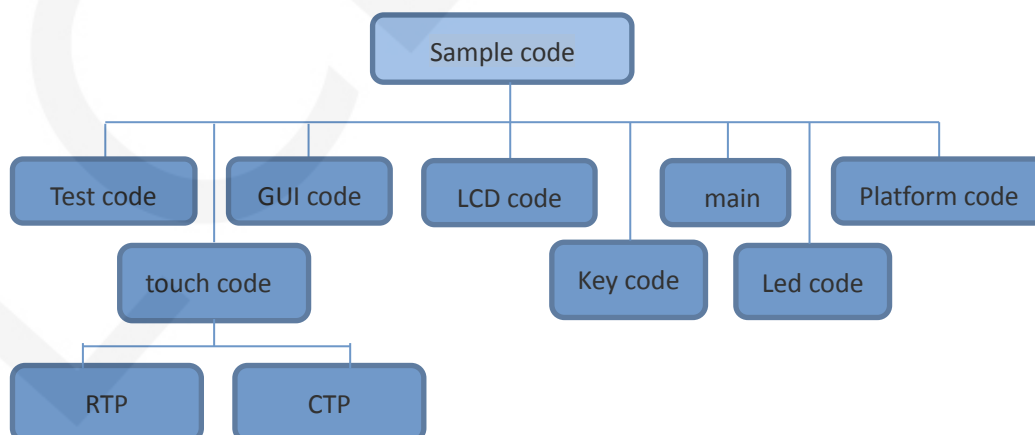 Sample code
Test code
GUI code
LCD code
main
Platform code
touch code
Key code
Led code
RTP
CTP